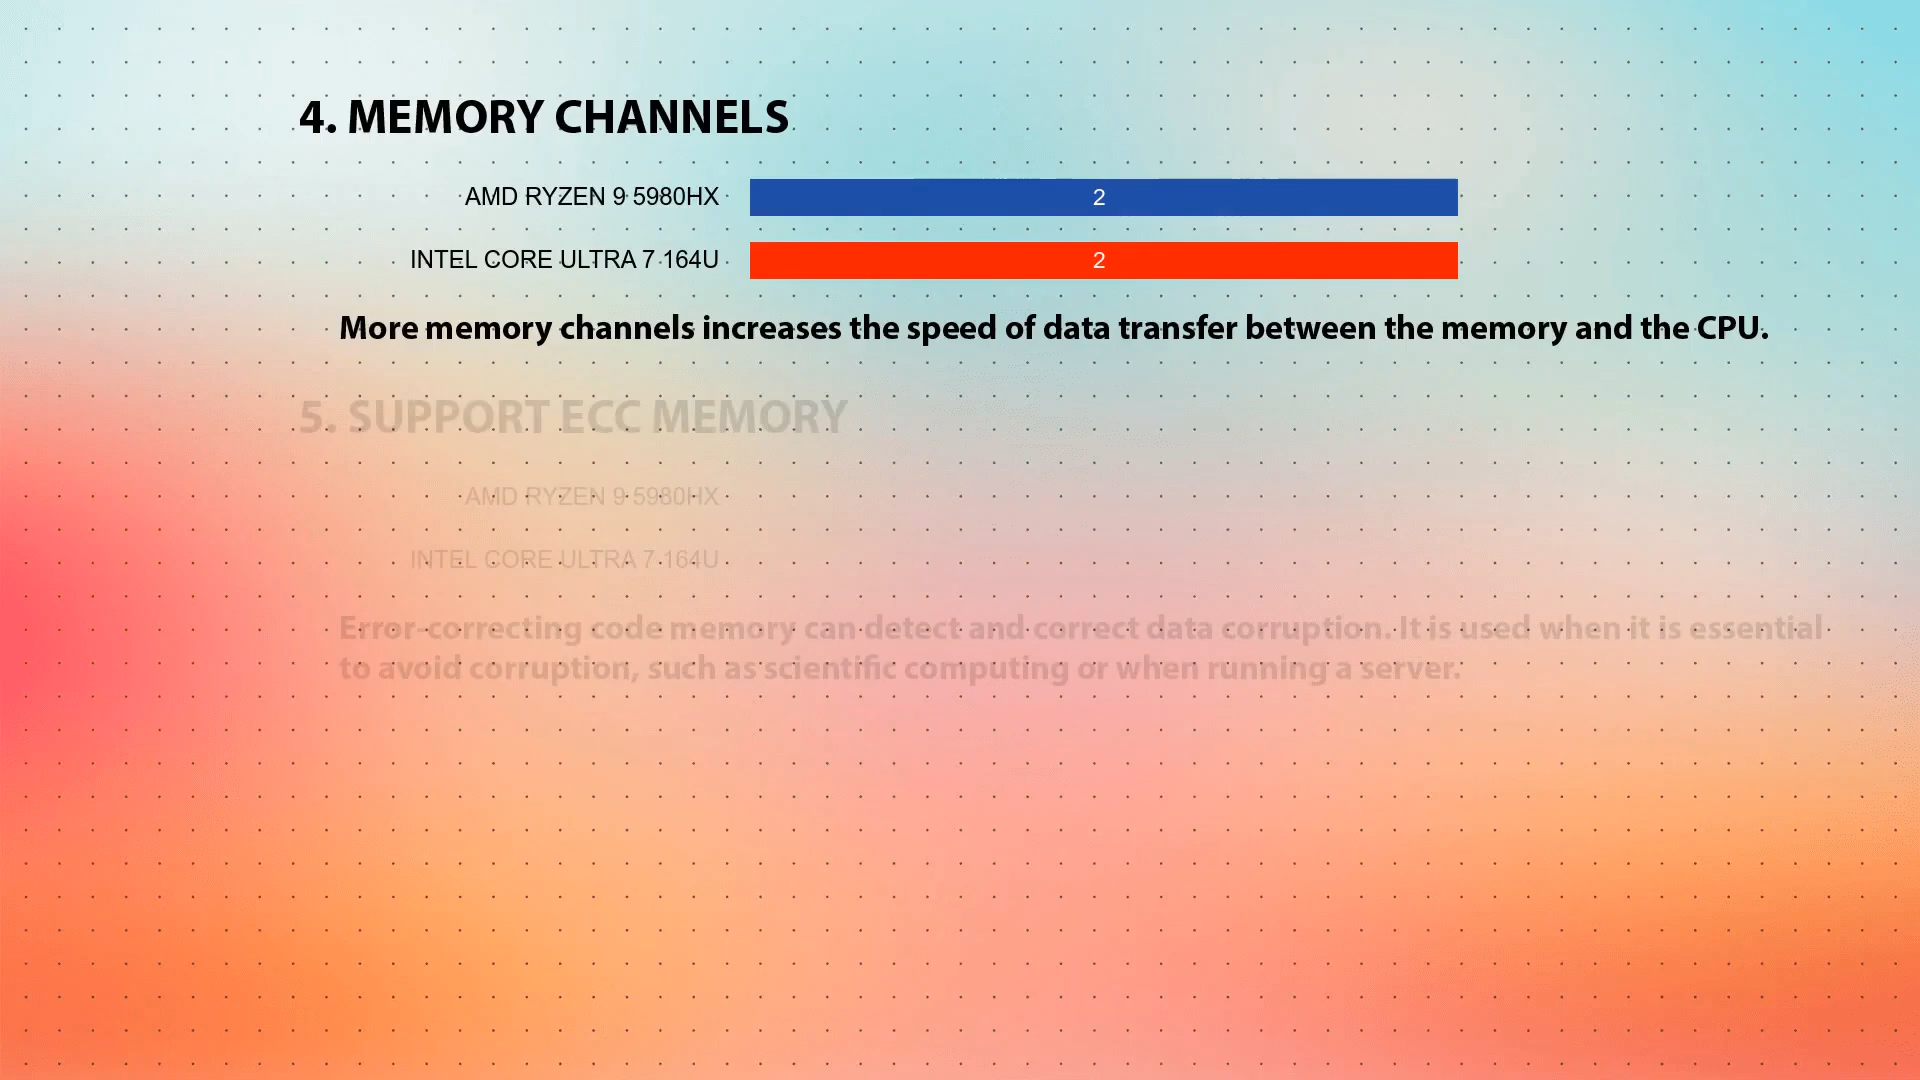 4. MEMORY CHANNELS
AMD RYZEN 9 5980HX
2
INTEL CORE ULTRA 7 164U
2
More memory channels increases the speed of data transfer between the memory and the CPU.
5. SUPPORT ECC MEMORY
AMD RYZEN 9 5980HX
INTEL CORE ULTRA 7 164U
Error-correcting code memory can detect and correct data corruption. It is used when it is essential
to avoid corruption, such as scientific computing or when running a server.